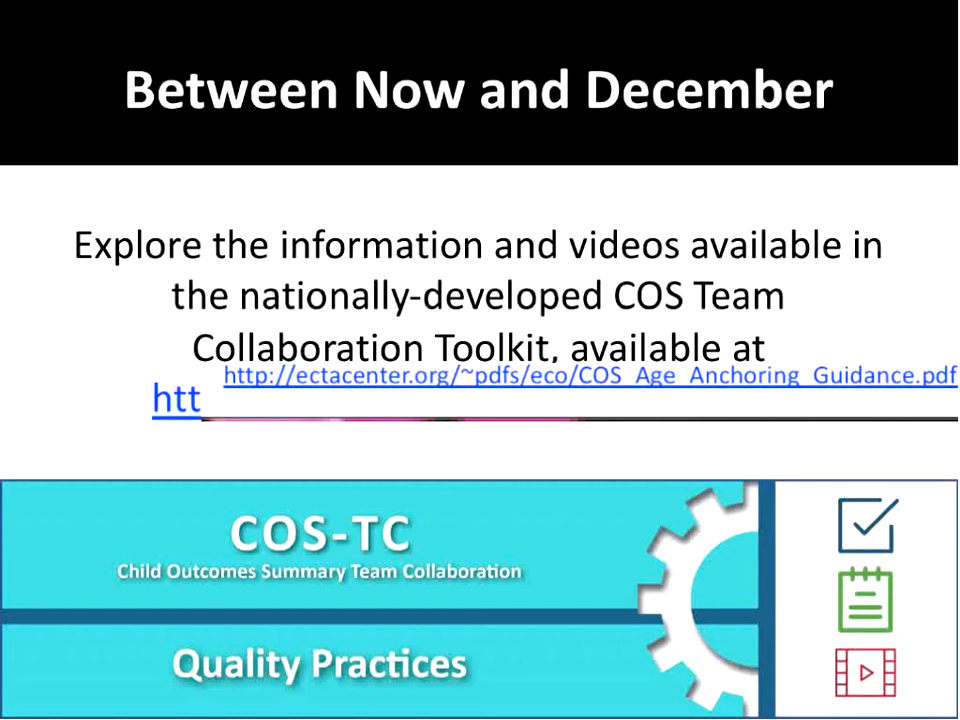 Between Now and December
Explore the information and videos available in
the nationally-developed COS Team
Collaboration Toolkit, available at
http://ectacenter.org/~pdfs/eco/COS_Age_Anchoring_Guidance.pdf
htt
COS-TC
Child Outcomes Summary Team Collaboration
Quality Practices